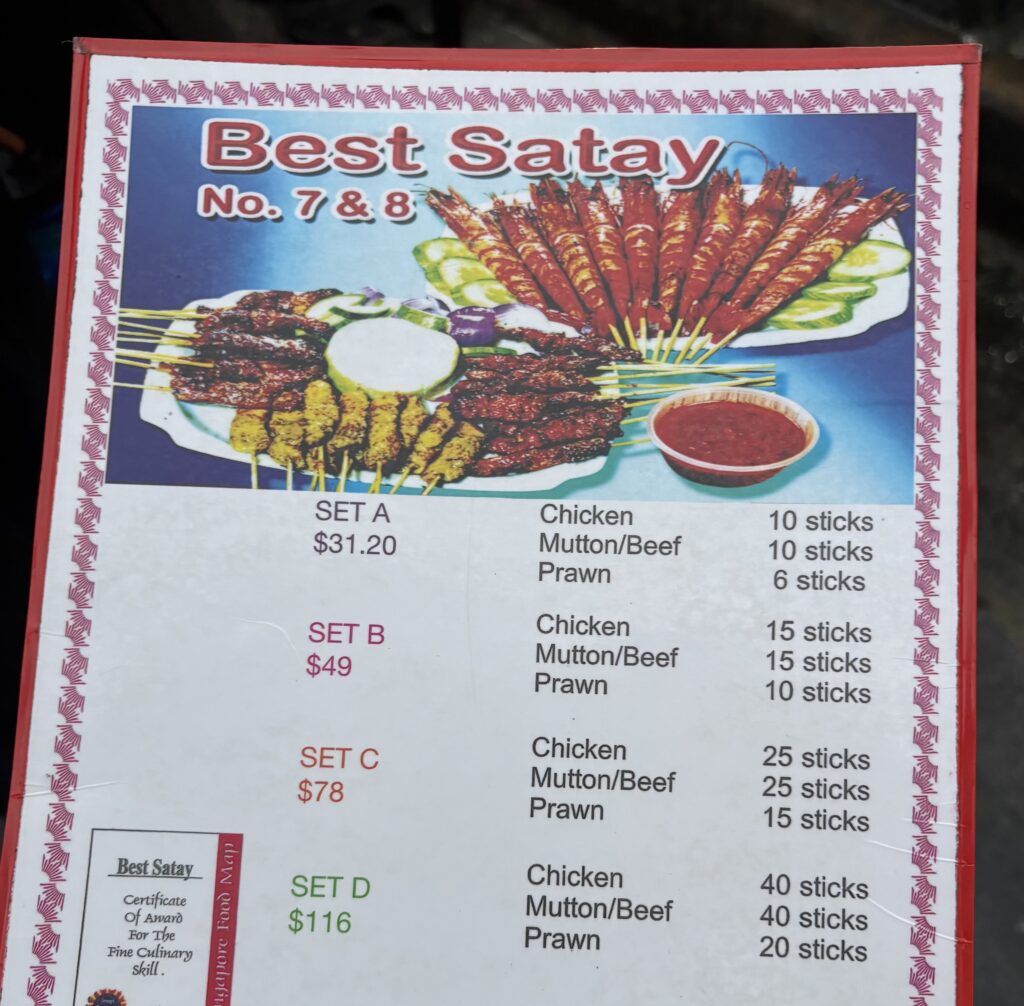 Best Satay
No. 7 & 8
SET A
$31.20
Chicken 10 sticks
Mutton/Beef 10 sticks
Prawn 6 sticks
SET B
$49
Chicken 15 sticks
Mutton/Beef 15 sticks
Prawn 10 sticks
SET C
$78
Chicken 25 sticks
Mutton/Beef 25 sticks
Prawn 15 sticks
SET D
$116
Chicken 40 sticks
Mutton/Beef 40 sticks
Prawn 20 sticks
Best Satay
Certificate
Of Award
For The
Fine Culinary
Skill .
Food Map